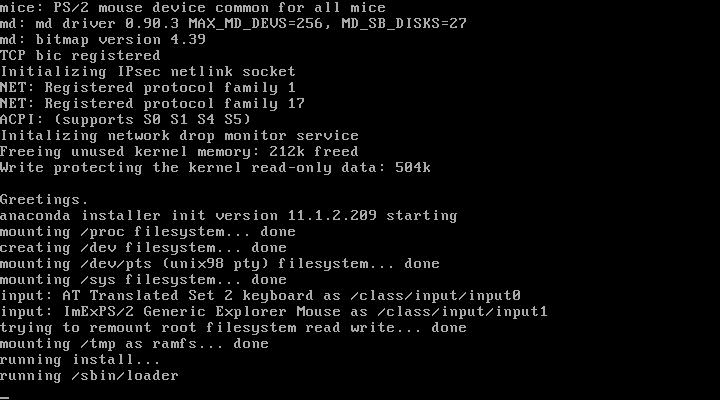 mice: PS/2 mouse device common for all mice
md: md driver 0.90.3 MAX_MD_DEVS=256, MD_SB_DISKS=27
md: bitmap version 4.39
TCP bic registered
Initializing IPsec netlink socket
NET: Registered protocol family 1
NET: Registered protocol family 17
ACPI: (supports S0 S1 S4 S5)
Initalizing network drop monitor service
Freeing unused kernel memory: 212k freed
Write protecting the kernel read-only data: 504k
Greetings.
anaconda installer init version 11.1.2.209 starting
mounting /proc filesystem... done
creating /dev filesystem... done
mounting /dev/pts (unix98 pty) filesystem... done
mounting /sys filesystem... done
input: AT Translated Set 2 keyboard as /class/input/input0
input: ImExPS/2 Generic Explorer Mouse as /class/input/input1
trying to remount root filesystem read write... done
mounting /tmp as ramfs... done
running install...
running /sbin/loader